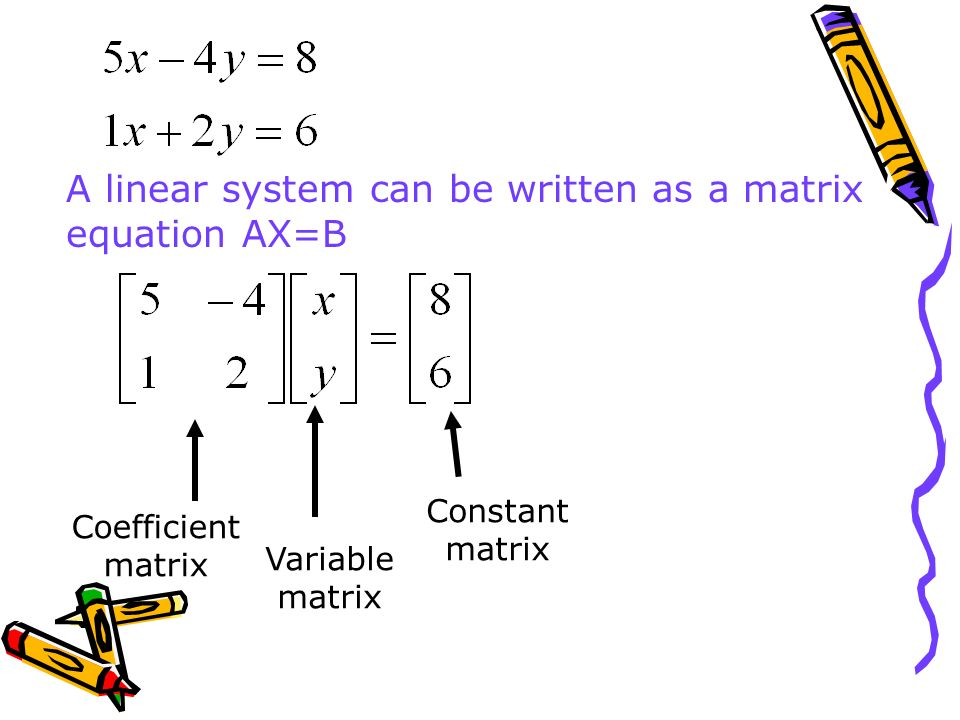 5x − 4y = 8
1x + 2y = 6
A linear system can be written as a matrix
equation AX=B
[5 −4] [x] = [8]
[1 2] [y] [6]
Coefficient
matrix
Variable
matrix
Constant
matrix